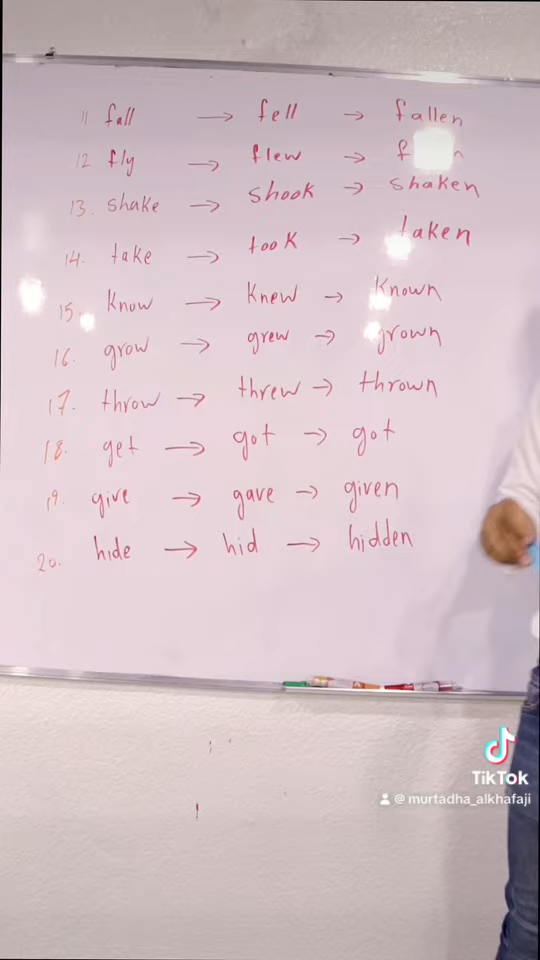 11 fall → fell → fallen
12 fly → flew →
13. shake → shook → shaken
14. take → took → taken
15. know → knew → known
16. grow → grew → grown
17. throw → threw → thrown
18. get → got → got
19. give → gave → given
20. hide → hid → hidden
TikTok
@murtadha_alkhafaji